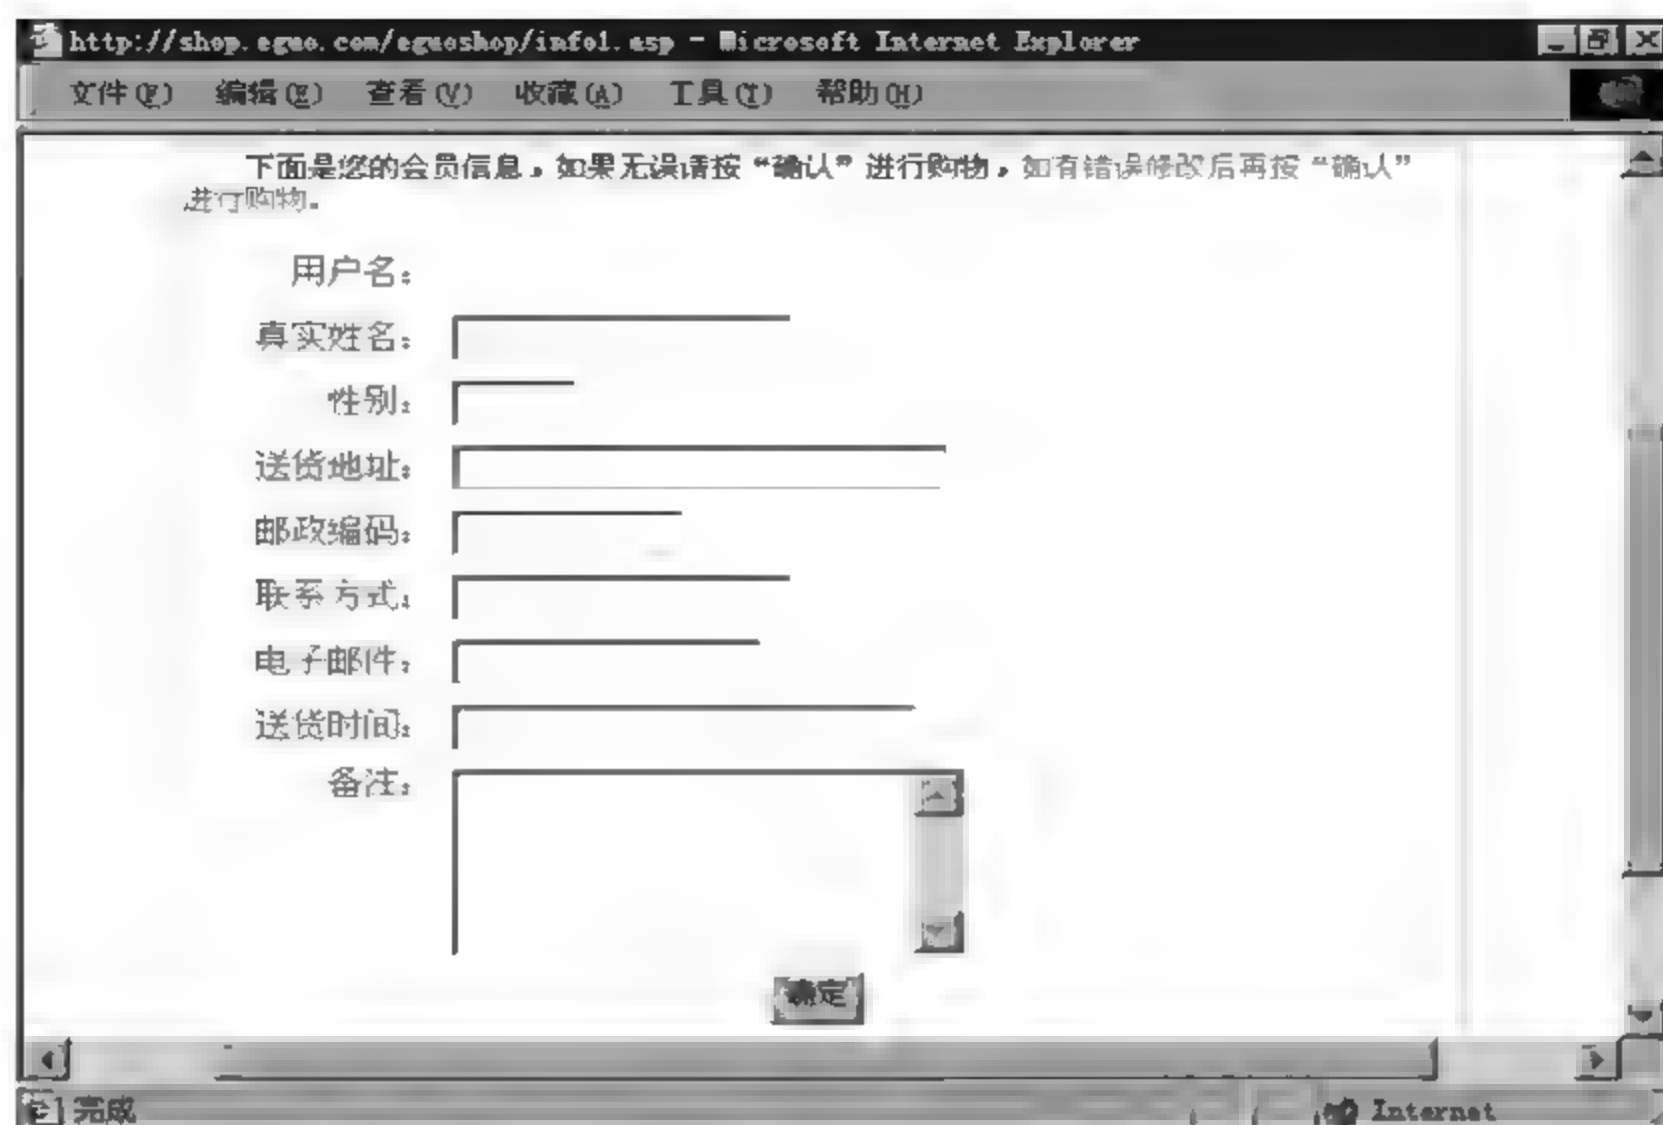 http://shop.eguo.com/eguoshop/info1.asp - Microsoft Internet Explorer
文件(F) 编辑(E) 查看(V) 收藏(A) 工具(T) 帮助(H)
下面是您的会员信息，如果无误请按“确认”进行购物，如有错误修改后再按“确认”
进行购物。
用户名：
真实姓名：
性别：
送货地址：
邮政编码：
联系方式：
电子邮件：
送货时间：
备注：
确定
完成 Internet